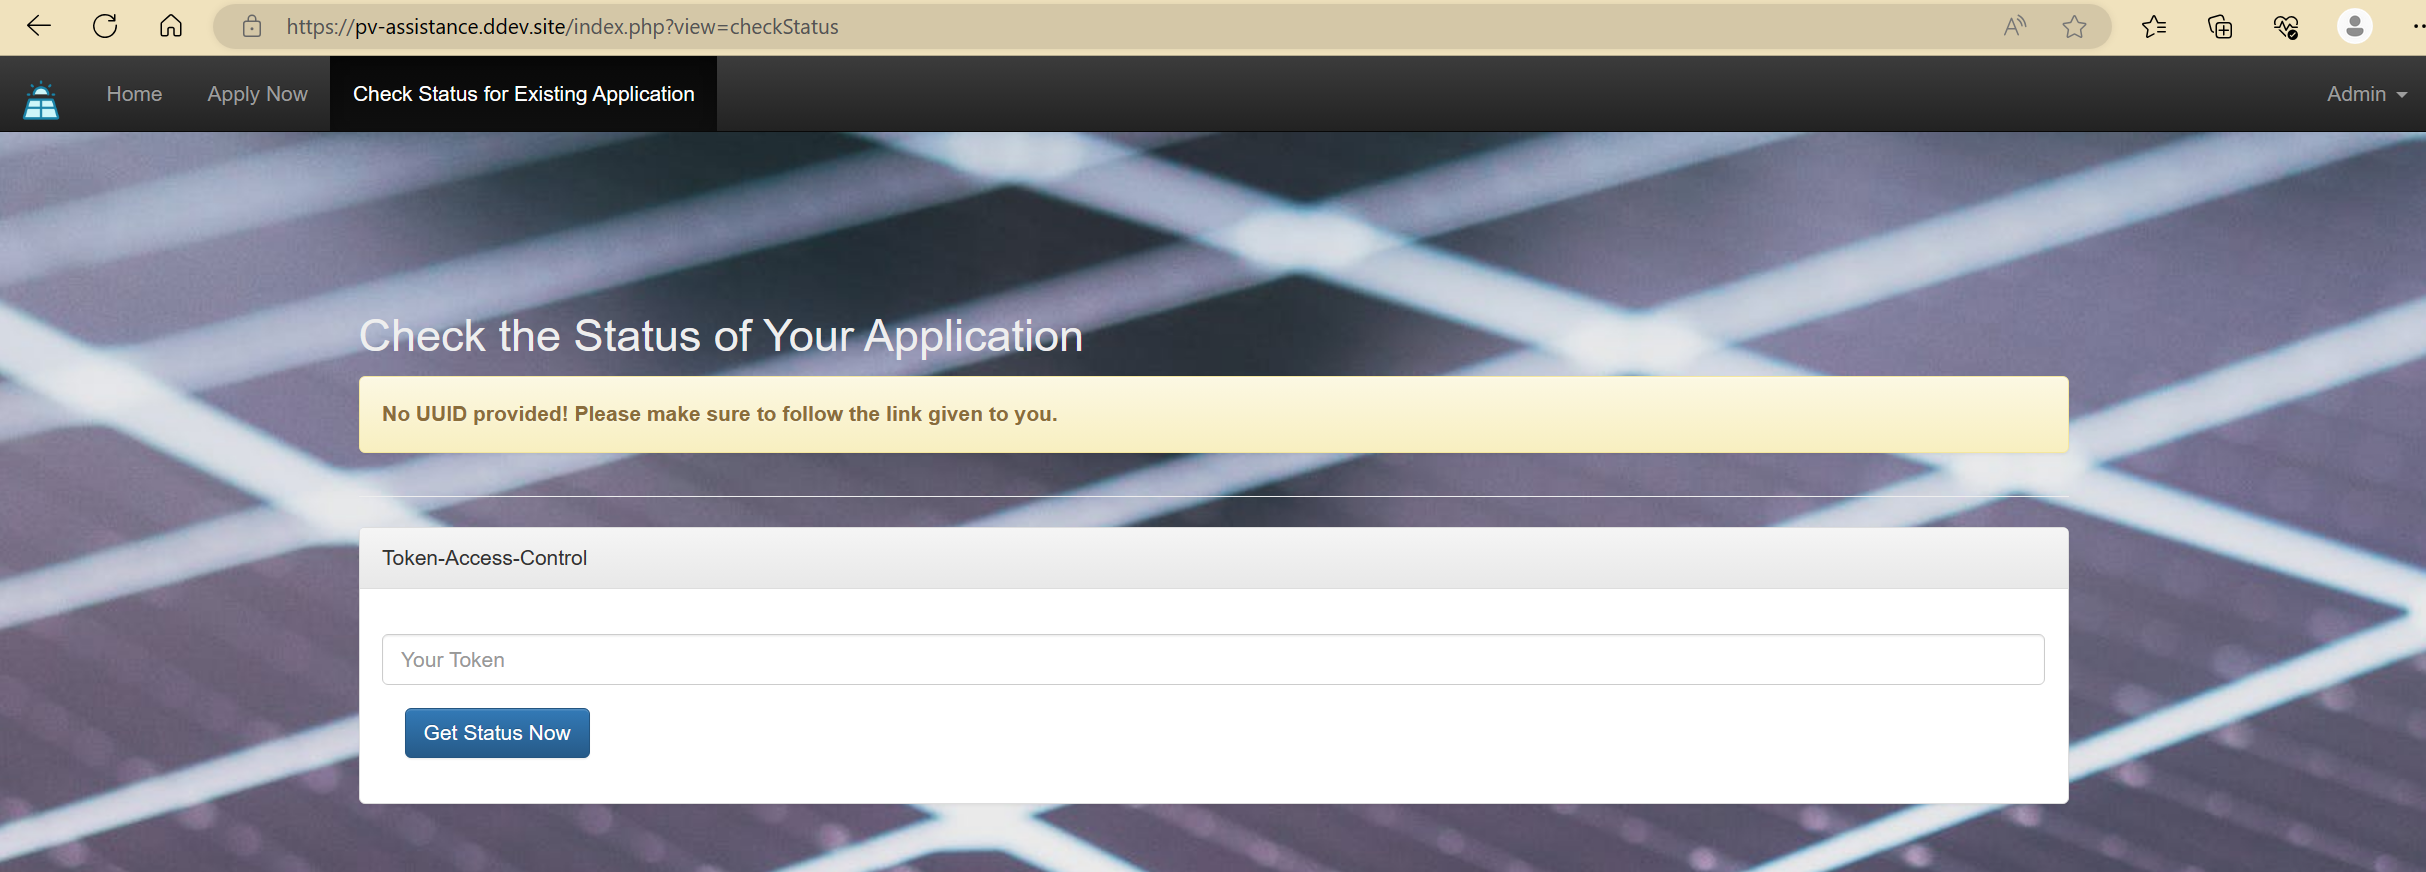 https://pv-assistance.ddev.site/index.php?view=checkStatus
Home Apply Now Check Status for Existing Application Admin
Check the Status of Your Application
No UUID provided! Please make sure to follow the link given to you.
Token-Access-Control
Your Token
Get Status Now